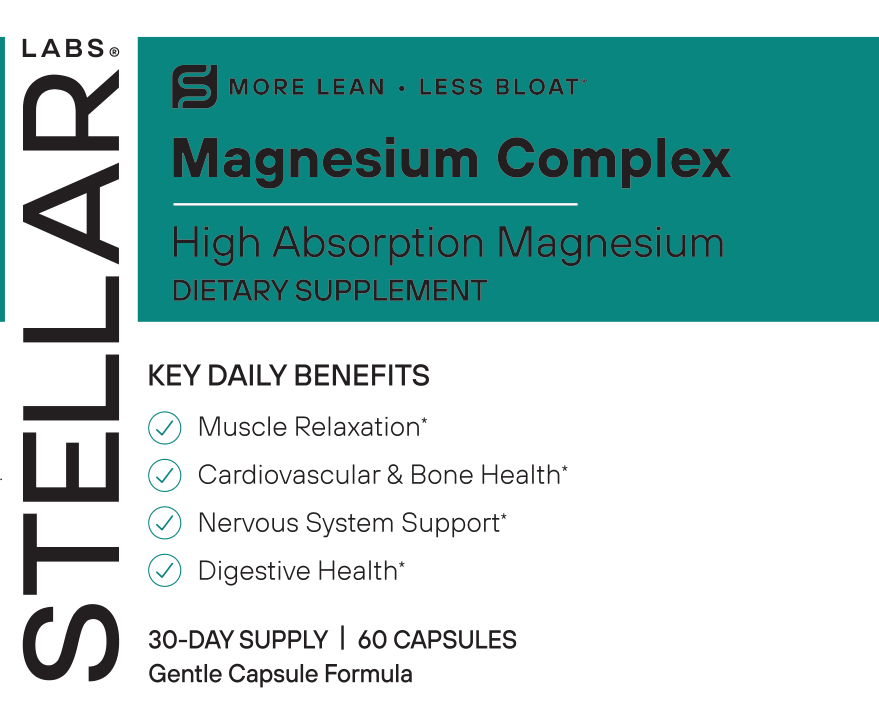 LABS®
STELLAR
MORE LEAN • LESS BLOAT*
Magnesium Complex
High Absorption Magnesium
DIETARY SUPPLEMENT
KEY DAILY BENEFITS
Muscle Relaxation*
Cardiovascular & Bone Health*
Nervous System Support*
Digestive Health*
30-DAY SUPPLY | 60 CAPSULES
Gentle Capsule Formula